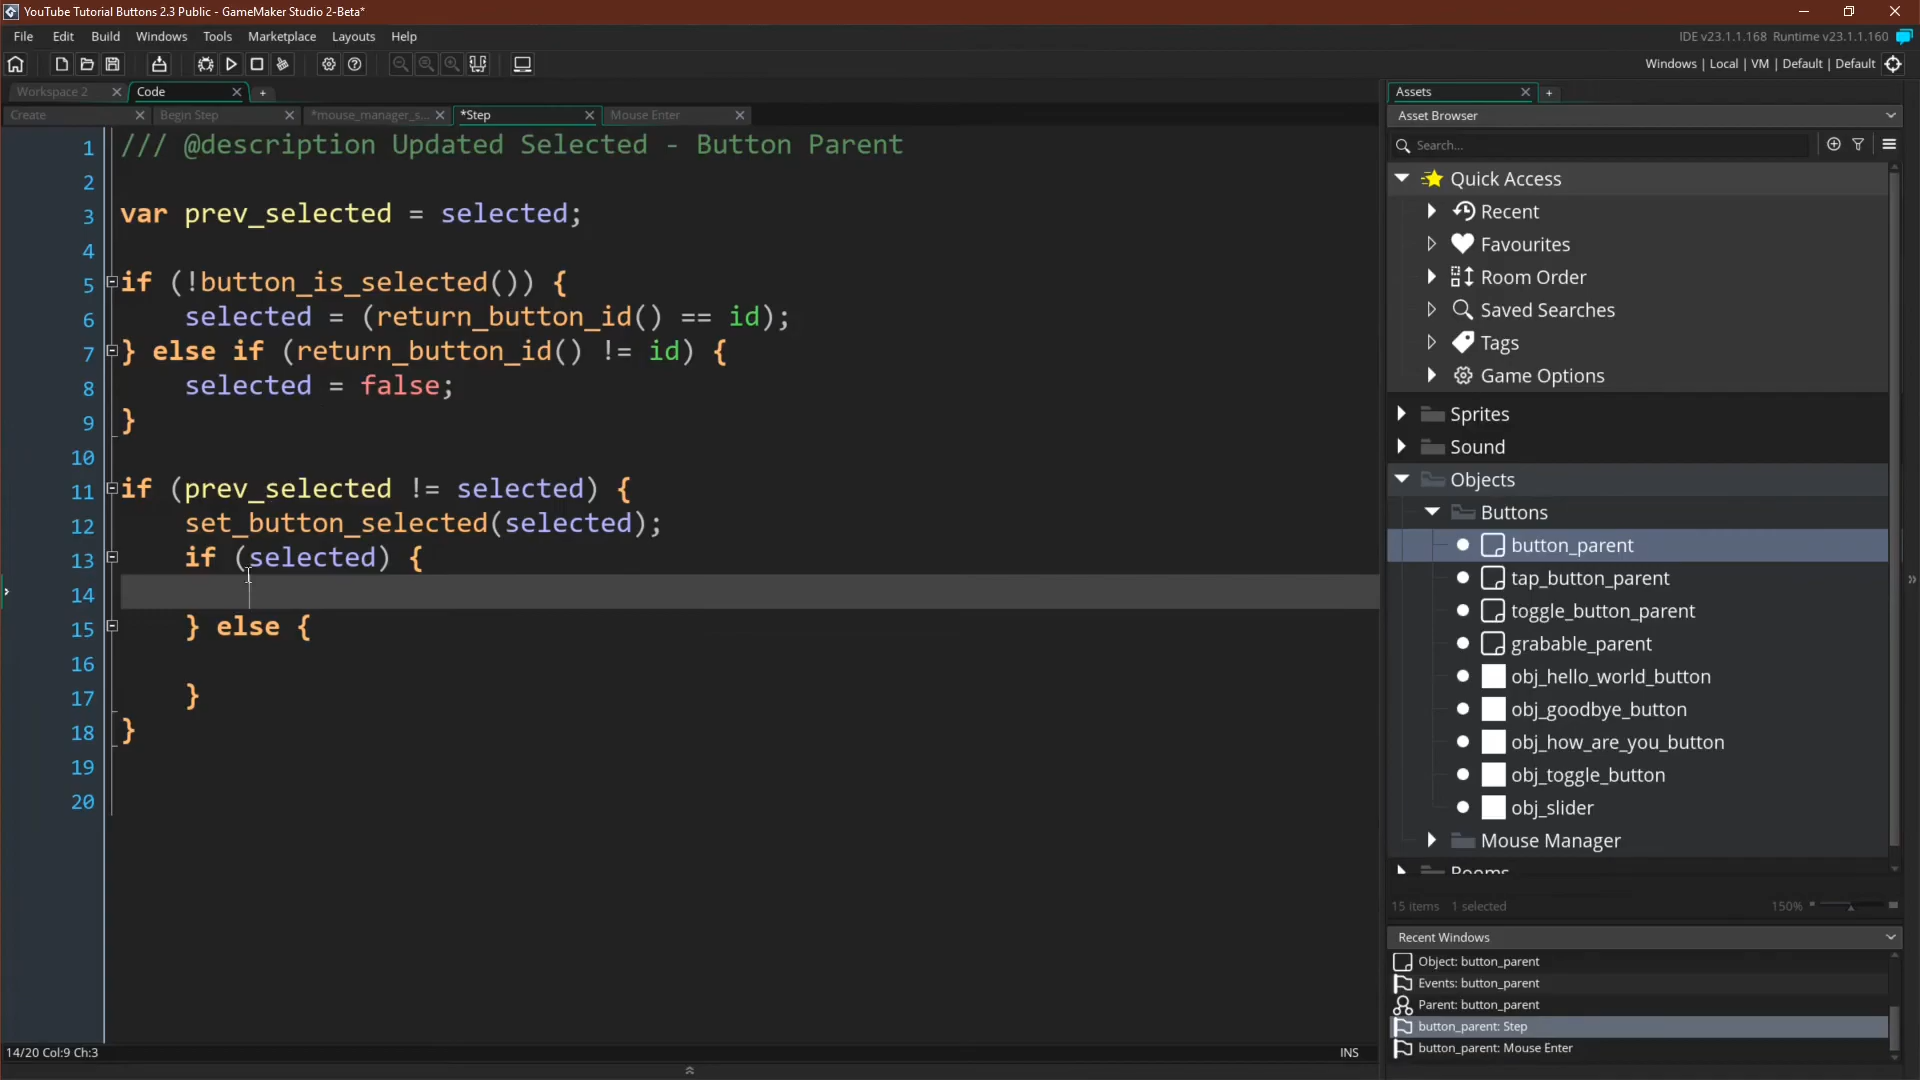 YouTube Tutorial Buttons 2.3 Public - GameMaker Studio 2-Beta*
File Edit Build Windows Tools Marketplace Layouts Help
IDE v23.1.1.168 Runtime v23.1.1.160
Windows | Local | VM | Default | Default
Workspace 2 Code
Create Begin Step *mouse_manager_s... *Step Mouse Enter
1 /// @description Updated Selected - Button Parent
2
3 var prev_selected = selected;
4
5 if (!button_is_selected()) {
6 selected = (return_button_id() == id);
7 } else if (return_button_id() != id) {
8 selected = false;
9 }
10
11 if (prev_selected != selected) {
12 set_button_selected(selected);
13 if (selected) {
14
15 } else {
16
17 }
18 }
19
20
14/20 Col:9 Ch:3
INS
Assets
Asset Browser
Search...
Quick Access
Recent
Favourites
Room Order
Saved Searches
Tags
Game Options
Sprites
Sound
Objects
Buttons
button_parent
tap_button_parent
toggle_button_parent
grabable_parent
obj_hello_world_button
obj_goodbye_button
obj_how_are_you_button
obj_toggle_button
obj_slider
Mouse Manager
Rooms
15 items 1 selected
150%
Recent Windows
Object: button_parent
Events: button_parent
Parent: button_parent
button_parent: Step
button_parent: Mouse Enter